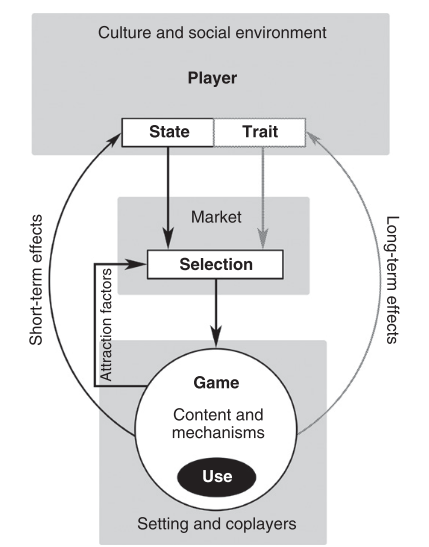 Culture and social environment
Player
State
Trait
Market
Selection
Short-term effects
Attraction factors
Long-term effects
Game
Content and
mechanisms
Use
Setting and coplayers